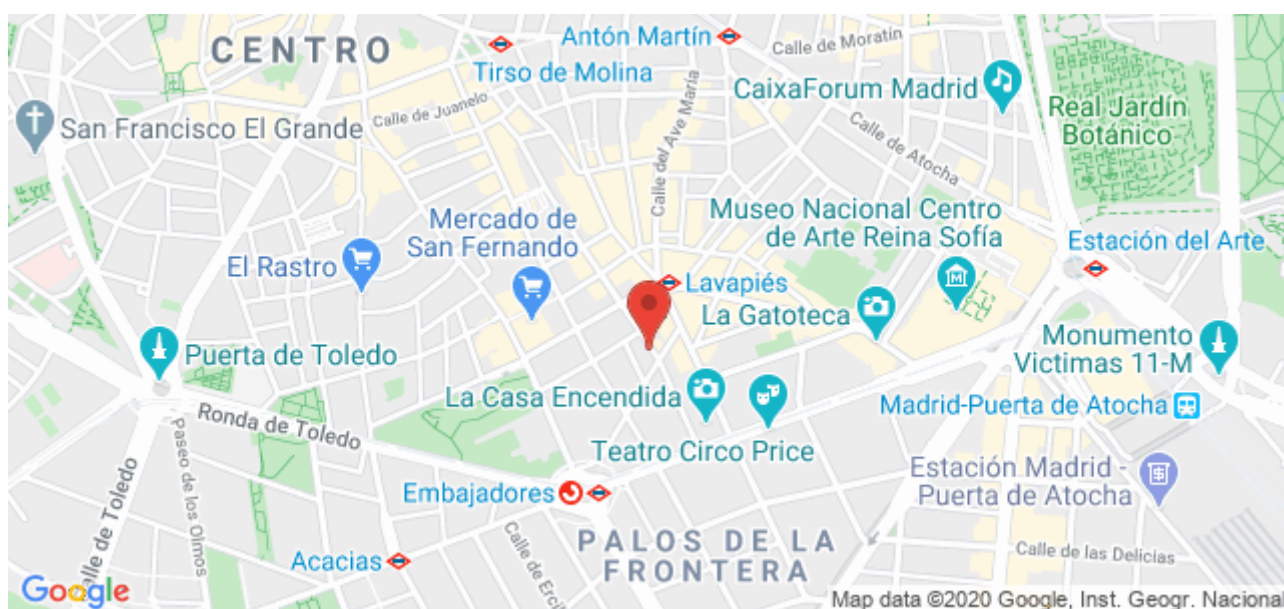 CENTRO
Antón Martín
Calle de Moratín
Tirso de Molina
CaixaForum Madrid
Calle de Juanelo
San Francisco El Grande
Calle del Ave María
Calle de Atocha
Real Jardín
Botánico
Mercado de
San Fernando
Museo Nacional Centro
de Arte Reina Sofía
Estación del Arte
El Rastro
Lavapiés
La Gatoteca
Puerta de Toledo
Monumento
Victimas 11-M
La Casa Encendida
Madrid-Puerta de Atocha
Ronda de Toledo
Teatro Circo Price
Paseo de los Olmos
Calle de Toledo
Embajadores
Estación Madrid -
Puerta de Atocha
PALOS DE LA
FRONTERA
Acacias
Calle de Erci
Calle de las Delicias
Google
Map data ©2020 Google, Inst. Geogr. Naciona